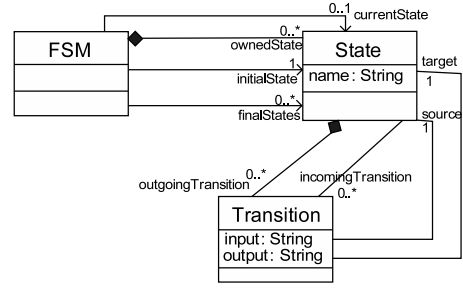 0..1
currentState
0..*
FSM
ownedState
State
target
1
initialState
name: String
1
0..*
finalStates
source
1
0..*
outgoingTransition
incomingTransition
0..*
Transition
input: String
output: String